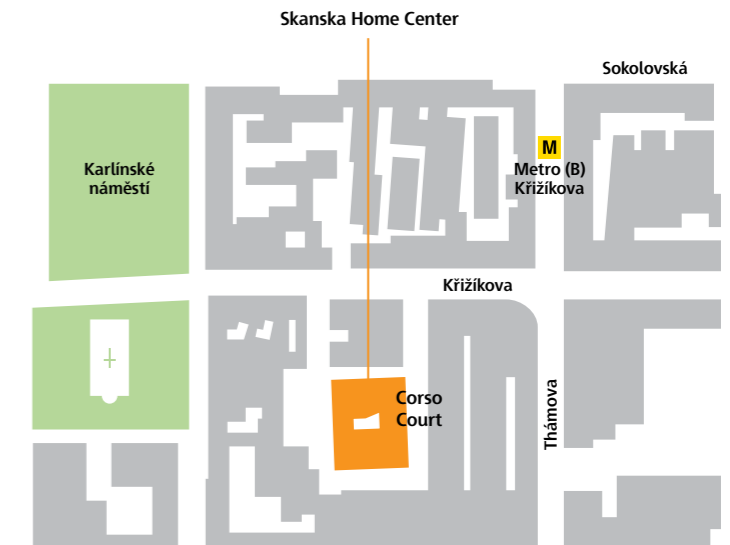 Skanska Home Center
Sokolovská
M
Metro (B)
Křižíkova
Karlínské
náměstí
Křižíkova
Corso
Court
Thámova